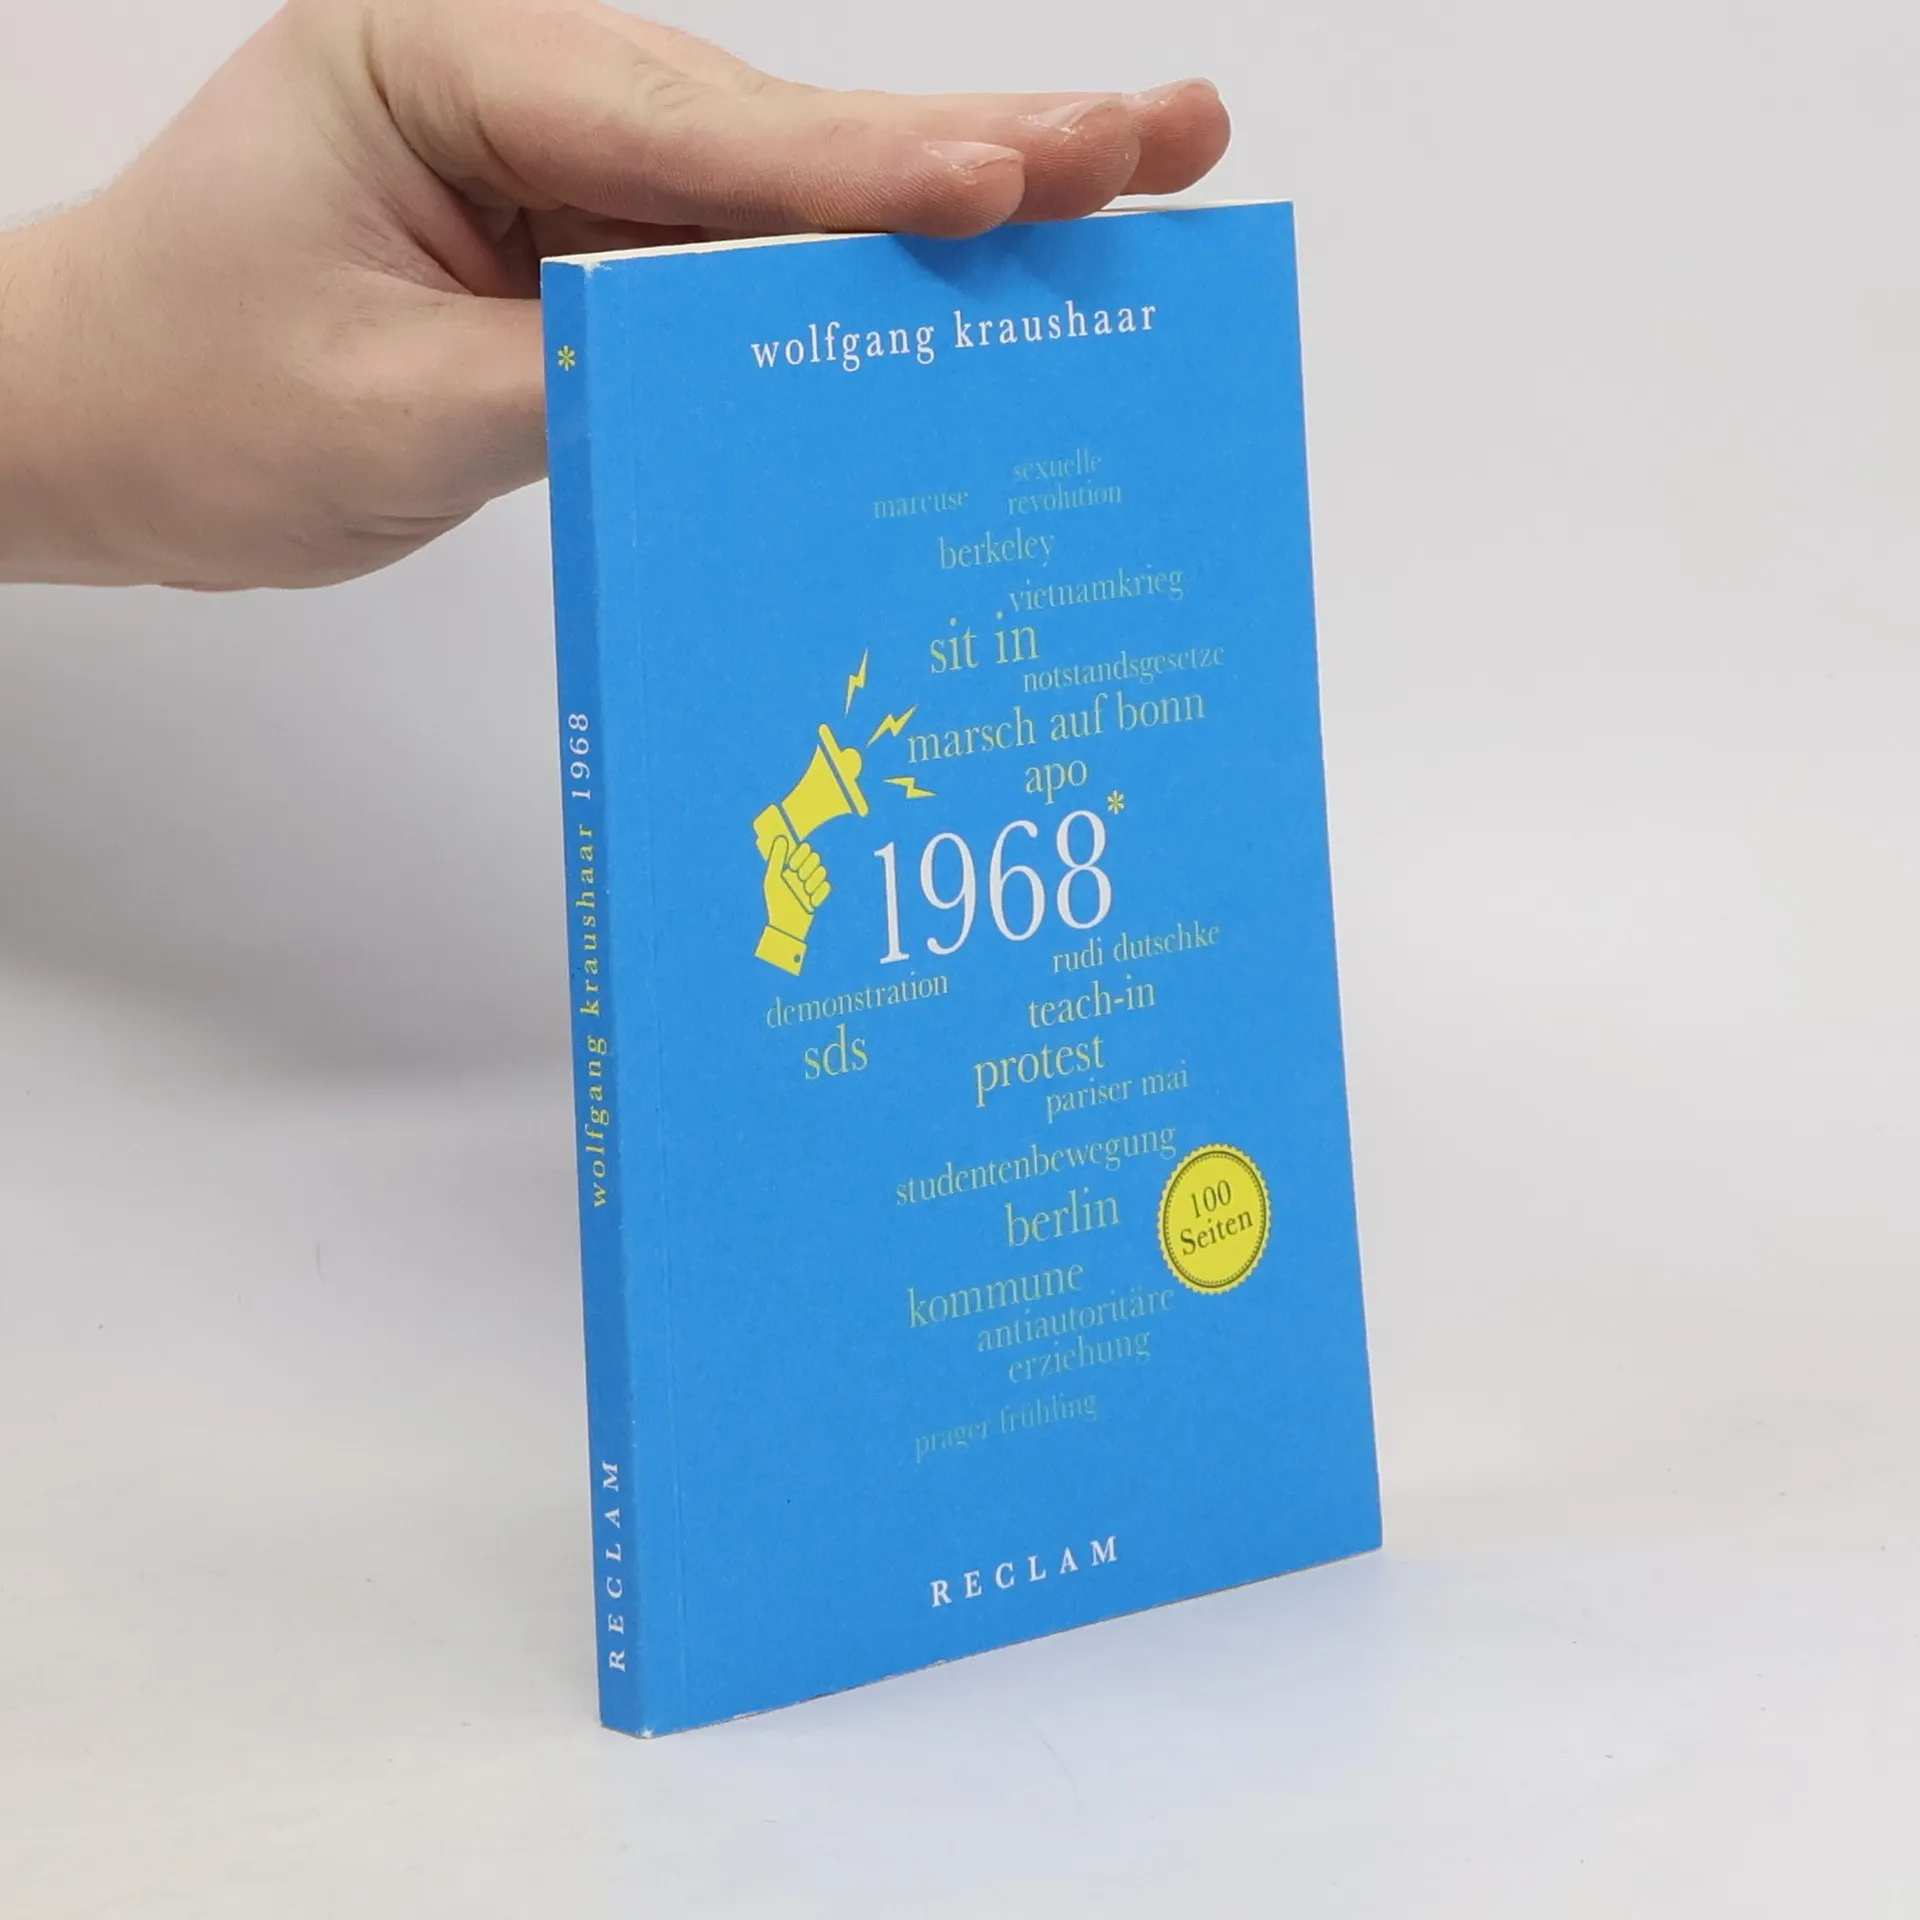 wolfgang kraushaar
sexuelle
marcuse revolution
berkeley
vietnamkrieg
sit in
notstandsgesetze
marsch auf bonn
apo
1968*
rudi dutschke
demonstration
teach-in
sds
protest
pariser mai
studentenbewegung
berlin
100
Seiten
kommune
antiautoritäre
erziehung
prager frühling
RECLAM
*
wolfgang kraushaar 1968
RECLAM